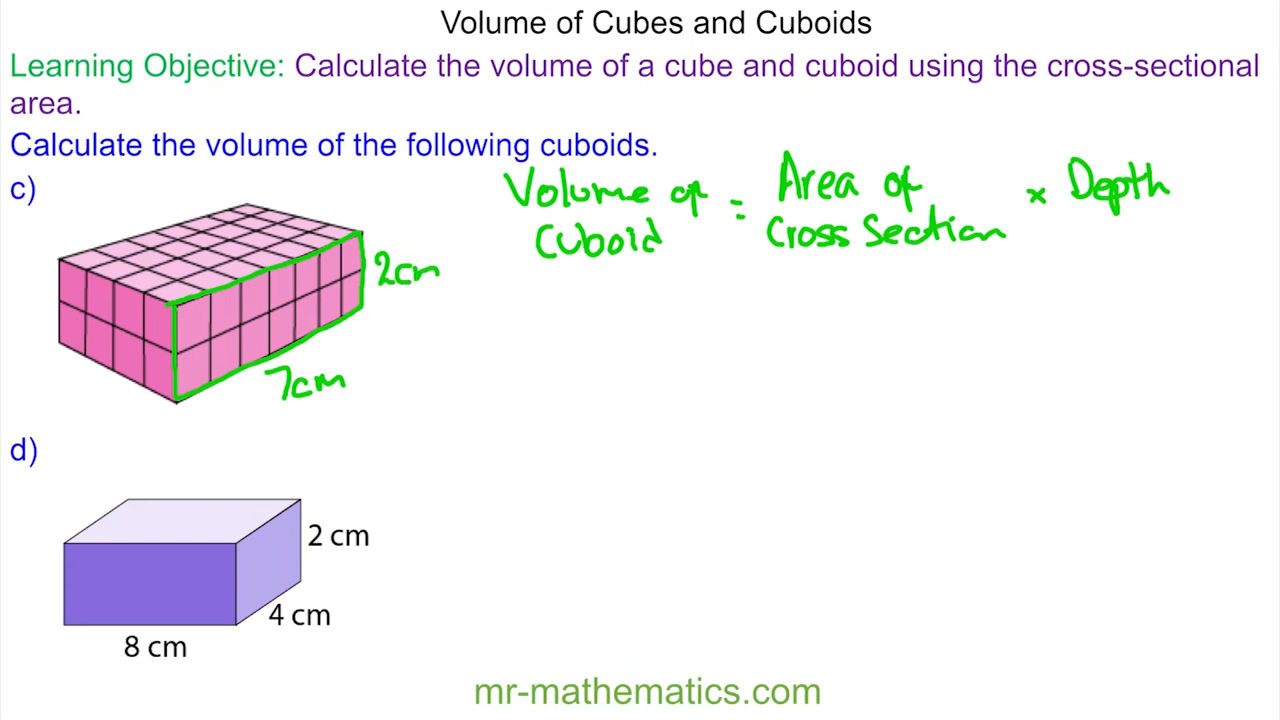 Volume of Cubes and Cuboids
Learning Objective: Calculate the volume of a cube and cuboid using the cross-sectional
area.
Calculate the volume of the following cuboids.
c)
Volume of = Area of × Depth
Cuboid Cross Section
2cm
7cm
d)
2 cm
4 cm
8 cm
mr-mathematics.com